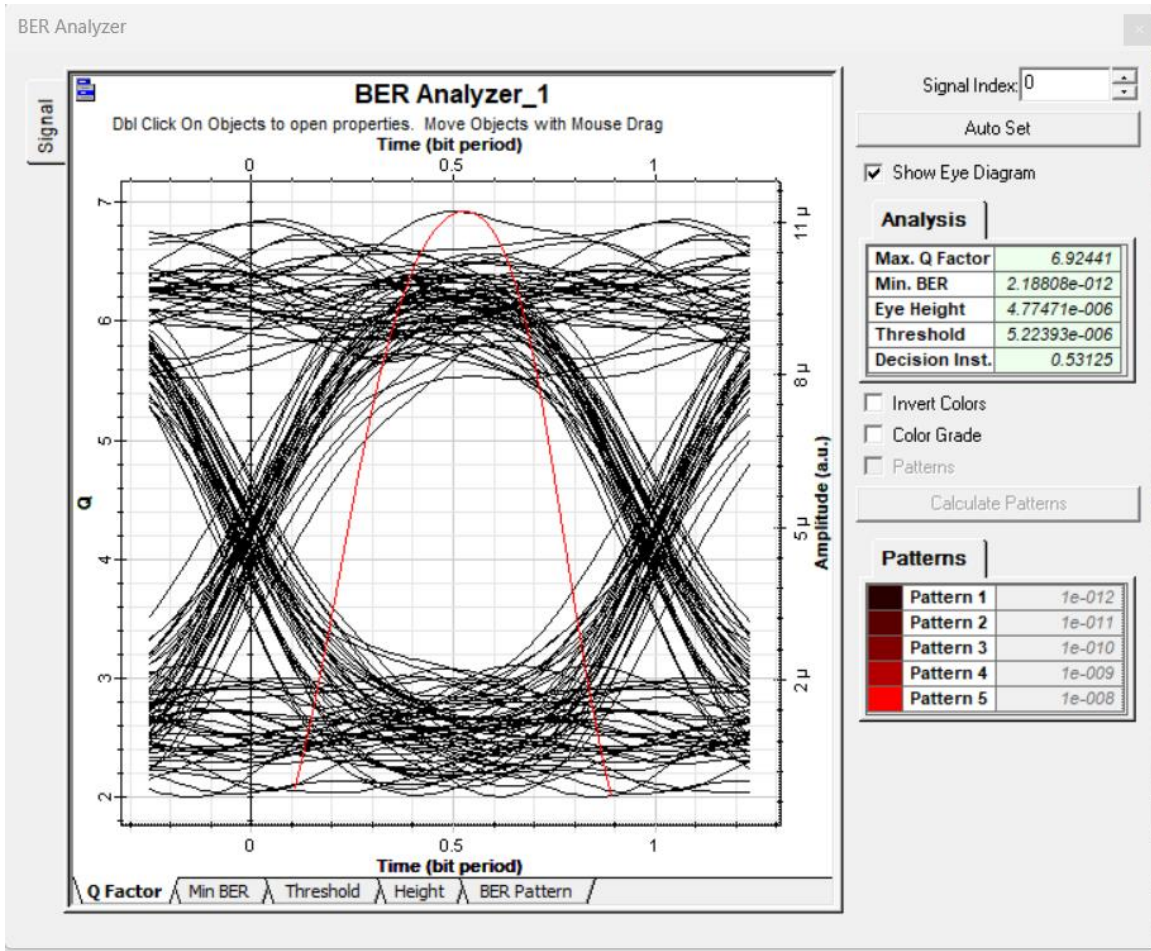 BER Analyzer
Signal
BER Analyzer_1
Dbl Click On Objects to open properties. Move Objects with Mouse Drag
Time (bit period)
0 0.5 1
Q
7
6
5
4
3
2
Amplitude (a.u.)
11 µ
8 µ
5 µ
2 µ
0 0.5 1
Time (bit period)
Q Factor Min BER Threshold Height BER Pattern
Signal Index: 0
Auto Set
Show Eye Diagram
Analysis
Max. Q Factor 6.92441
Min. BER 2.18808e-012
Eye Height 4.77471e-006
Threshold 5.22393e-006
Decision Inst. 0.53125
Invert Colors
Color Grade
Patterns
Calculate Patterns
Patterns
Pattern 1 1e-012
Pattern 2 1e-011
Pattern 3 1e-010
Pattern 4 1e-009
Pattern 5 1e-008